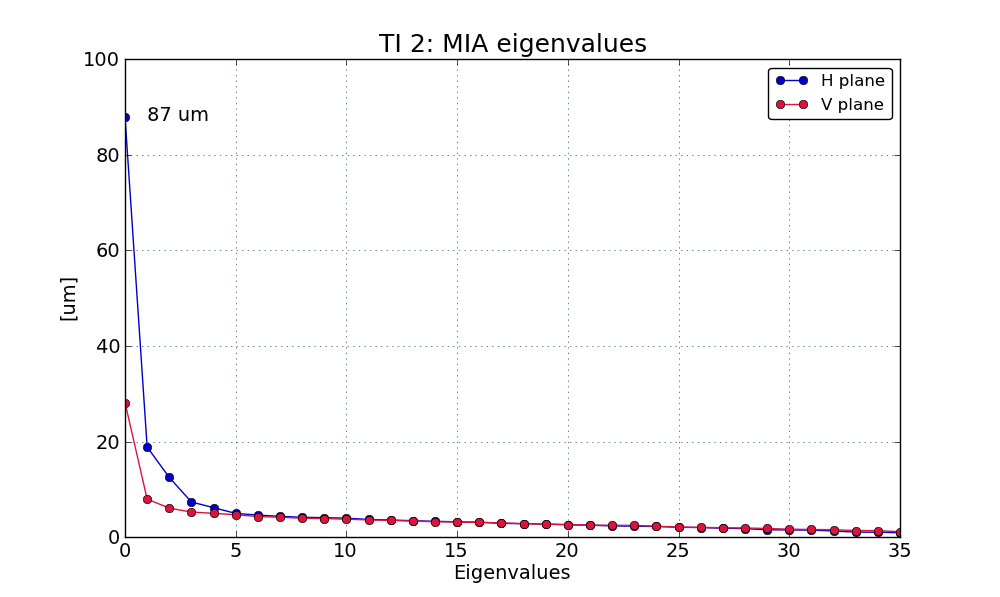 TI 2: MIA eigenvalues
100
80
60
40
20
0
[um]
87 um
H plane
V plane
0 5 10 15 20 25 30 35
Eigenvalues